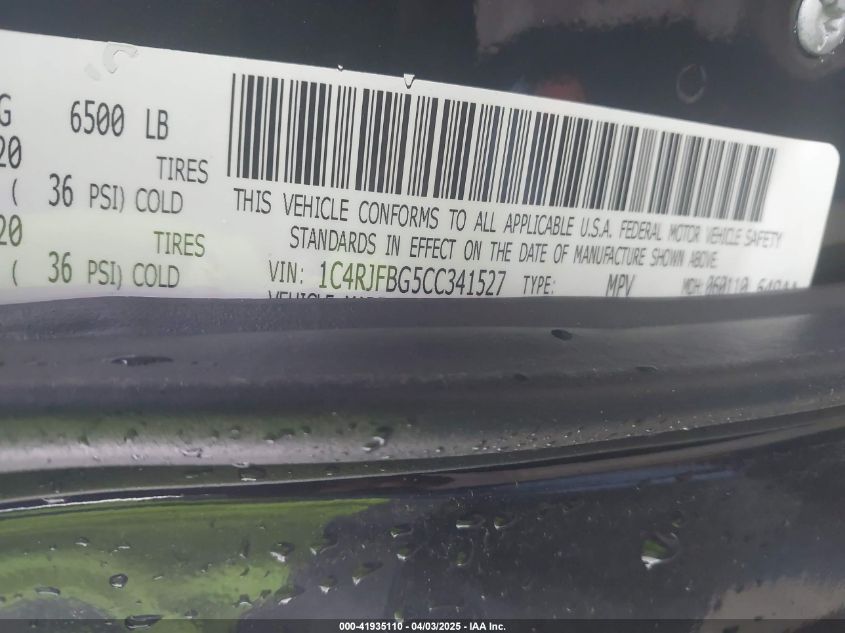 G 6500 LB
20 TIRES
( 36 PSI) COLD
20 TIRES
( 36 PSI) COLD
THIS VEHICLE CONFORMS TO ALL APPLICABLE U.S.A. FEDERAL MOTOR VEHICLE SAFETY
STANDARDS IN EFFECT ON THE DATE OF MANUFACTURE SHOWN ABOVE
VIN: 1C4RJFBG5CC341527 TYPE: MPV MDH: 060110
000-41935110 - 04/03/2025 - IAA Inc.